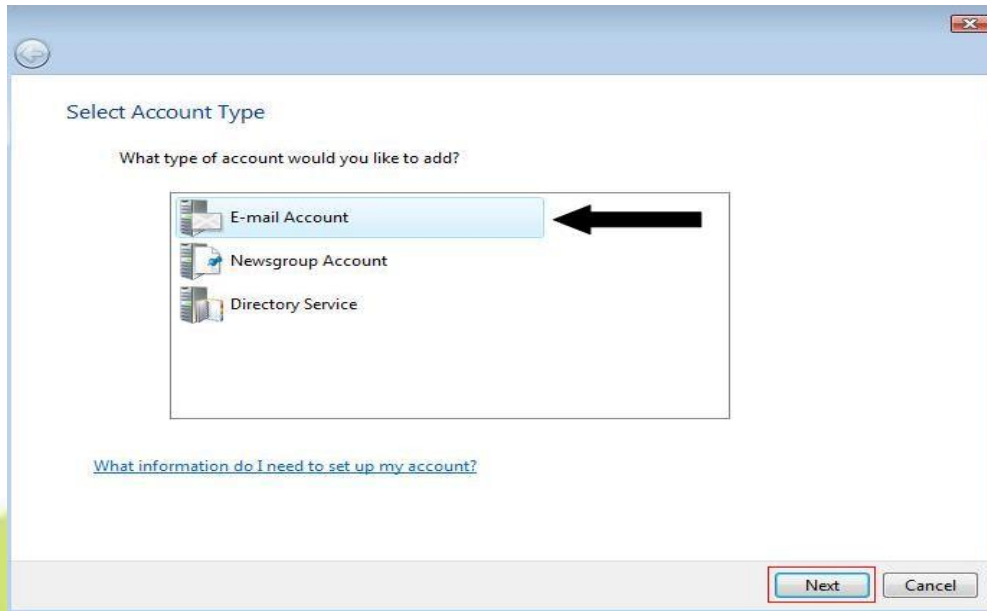 Select Account Type
What type of account would you like to add?
E-mail Account
Newsgroup Account
Directory Service
What information do I need to set up my account?
Next Cancel